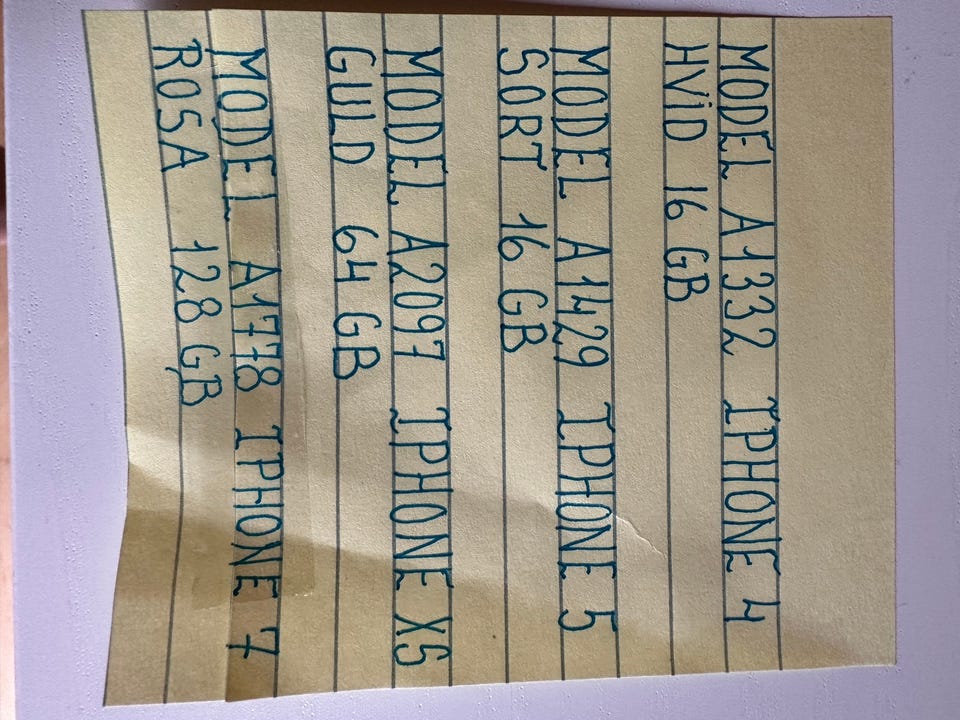 MODEL A1332 IPHONE 4
HViD 16 GB
MODEL A1429 IPHONE 5
SORT 16 GB
MODEL A2097 IPHONE XS
GULD 64 GB
MODEL A1778 IPHONE 7
ROSA 128 GB